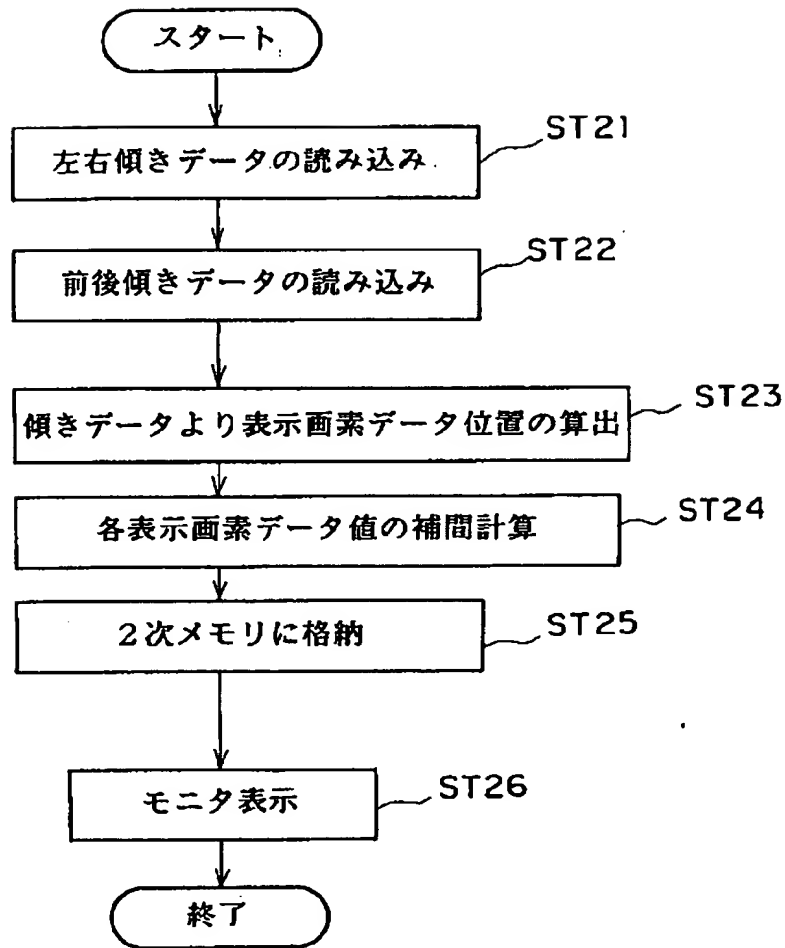 スタート
左右傾きデータの読み込み
ST21
前後傾きデータの読み込み
ST22
傾きデータより表示画素データ位置の算出
ST23
各表示画素データ値の補間計算
ST24
2次メモリに格納
ST25
モニタ表示
ST26
終了